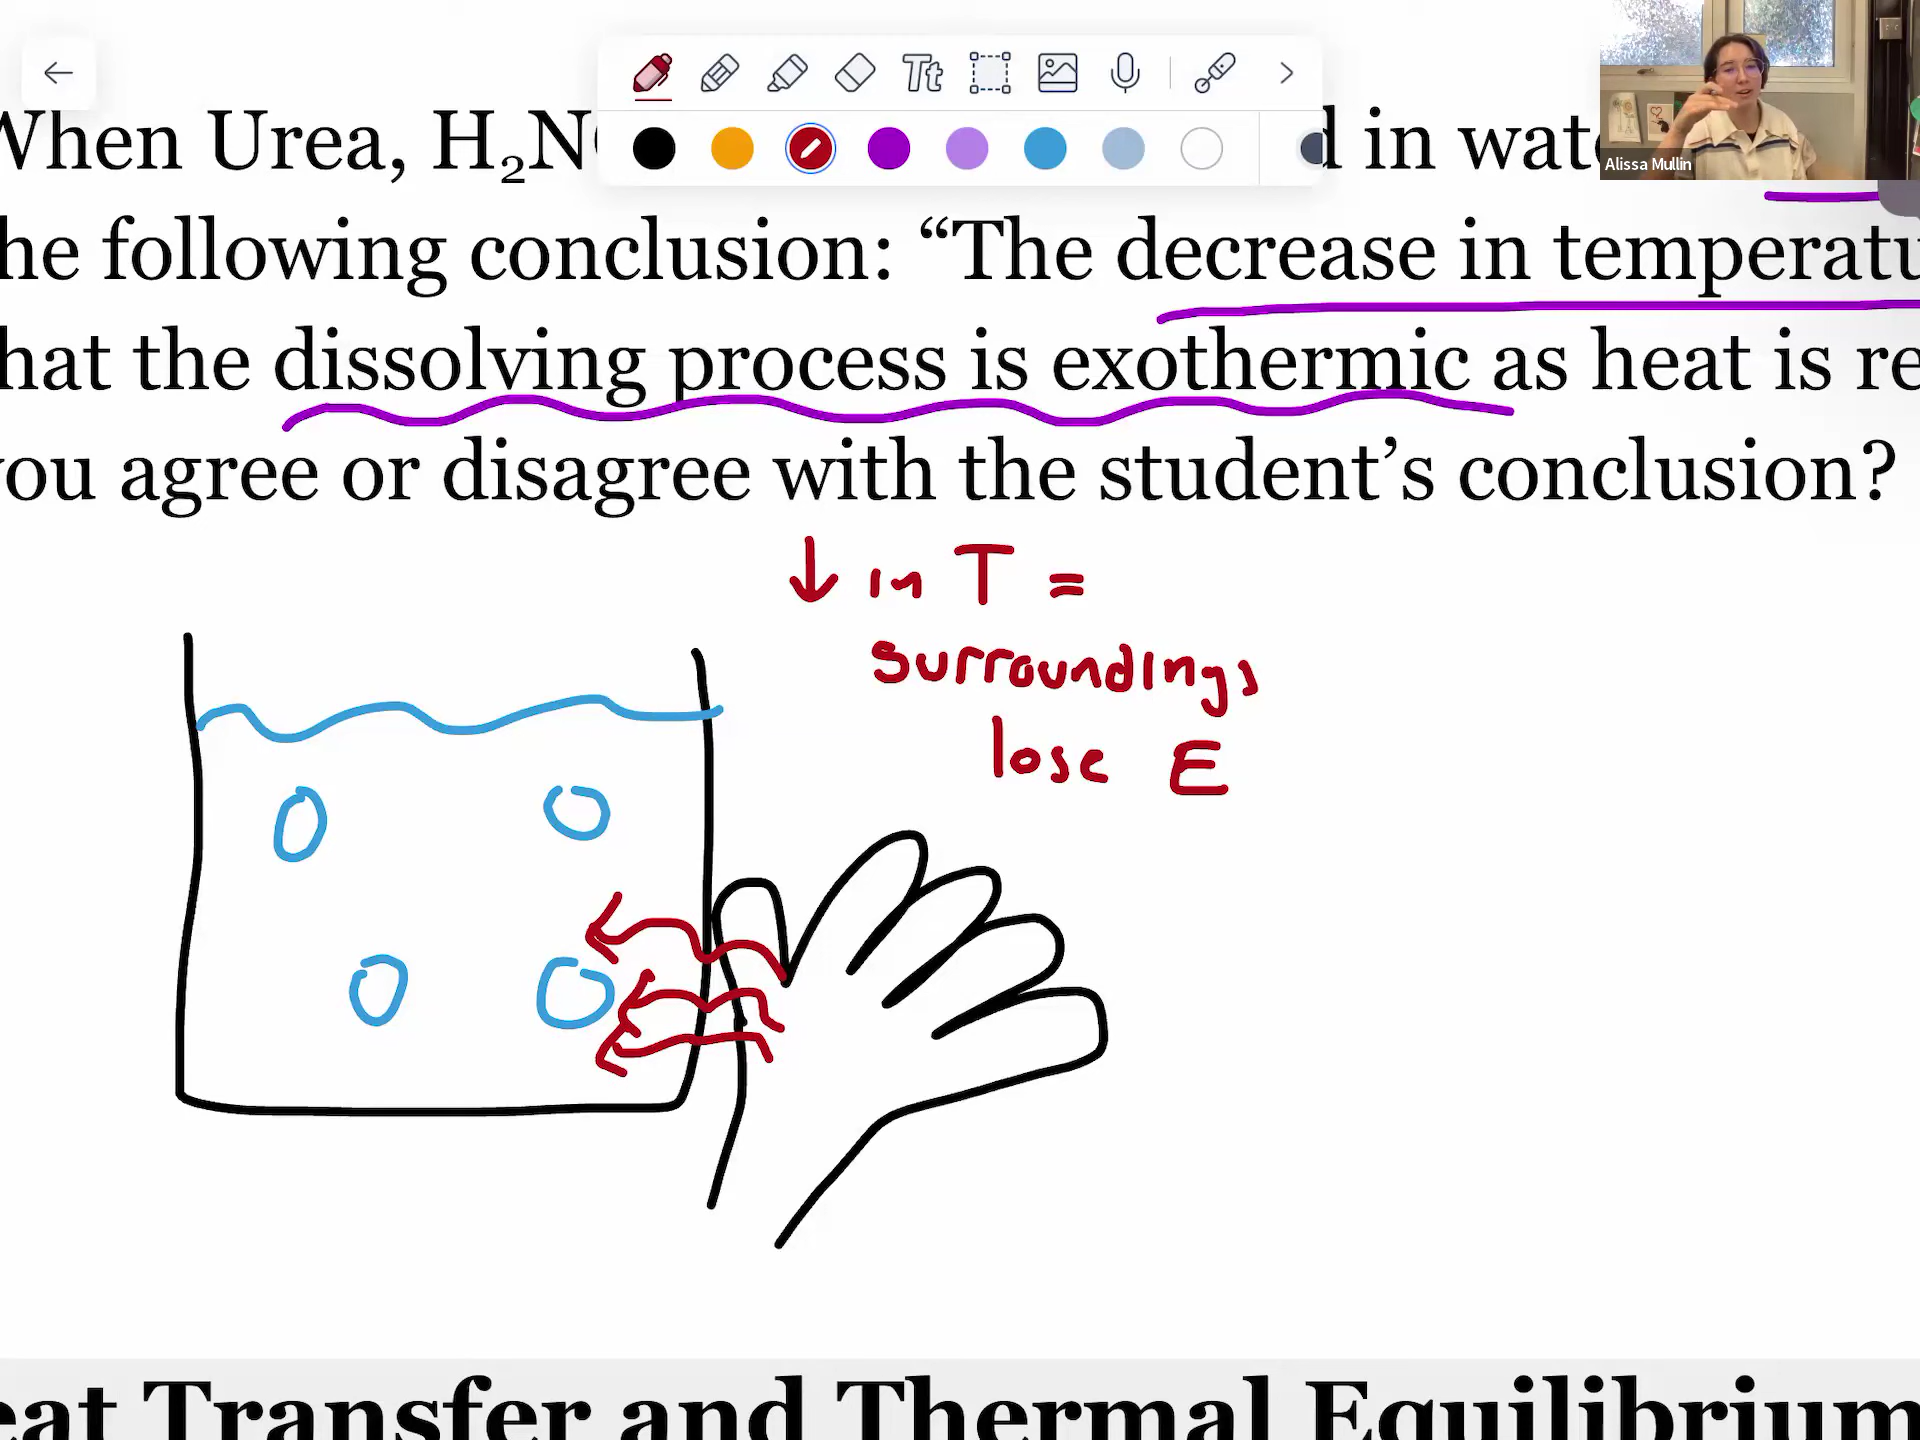 When Urea, H₂N
d in wat
Alissa Mullin
he following conclusion: “The decrease in temperatu
hat the dissolving process is exothermic as heat is re
you agree or disagree with the student’s conclusion?
↓ in T =
surroundings
lose E
eat Transfer and Thermal Equilibrium